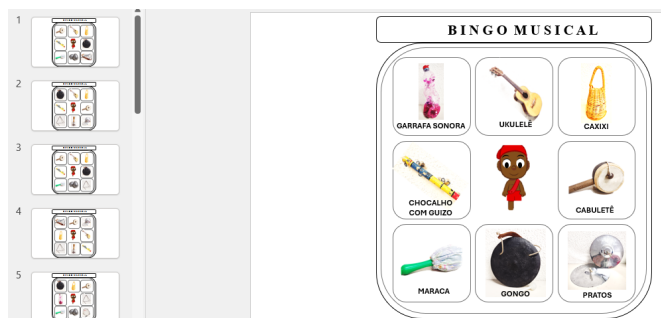 1
2
3
4
5
BINGO MUSICAL
GARRAFA SONORA
UKULELÊ
CAXIXI
CHOCALHO
COM GUIZO
CABULETÊ
MARACA
GONGO
PRATOS